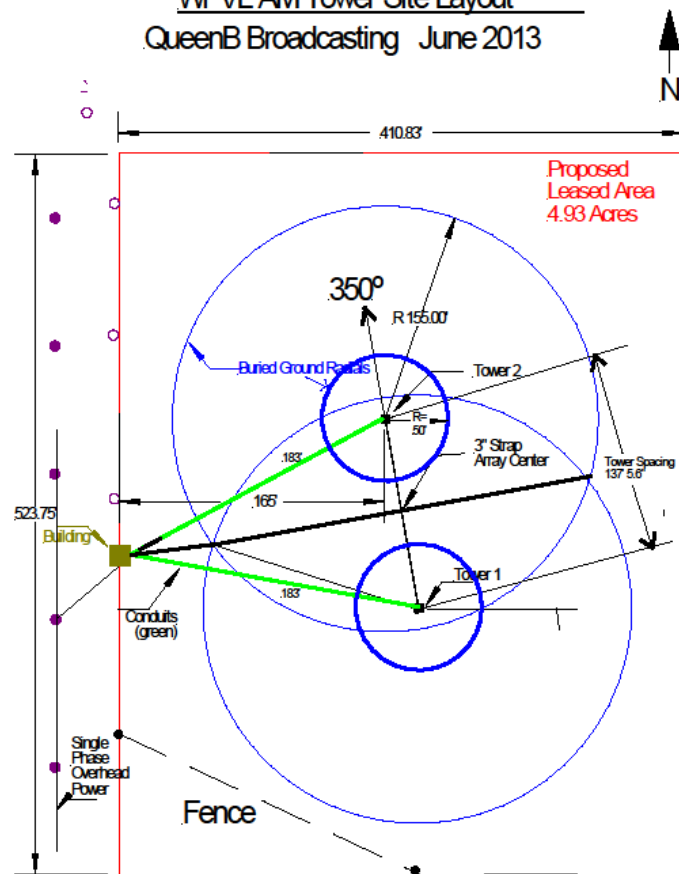 QueenB Broadcasting June 2013
N
410.83'
Proposed
Leased Area
4.93 Acres
350º
R 155.00'
Buried Ground Radials
Tower 2
R=
50'
3" Strap
Array Center
Tower Spacing
137' 5.6"
183'
165'
523.75'
Building
Tower 1
183'
Conduits
(green)
Single
Phase
Overhead
Power
Fence